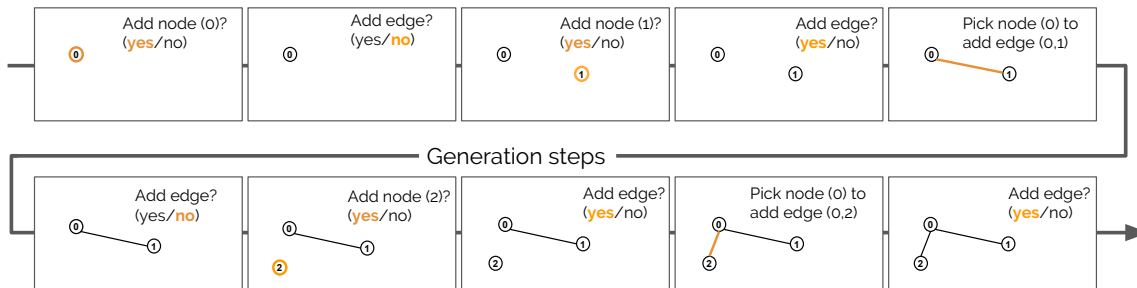 Add node (0)?
(yes/no)
0
Add edge?
(yes/no)
0
Add node (1)?
(yes/no)
0
1
Add edge?
(yes/no)
0
1
Pick node (0) to
add edge (0,1)
0
1
Generation steps
Add edge?
(yes/no)
0
1
Add node (2)?
(yes/no)
0
1
2
Add edge?
(yes/no)
0
1
2
Pick node (0) to
add edge (0,2)
0
1
2
Add edge?
(yes/no)
0
1
2